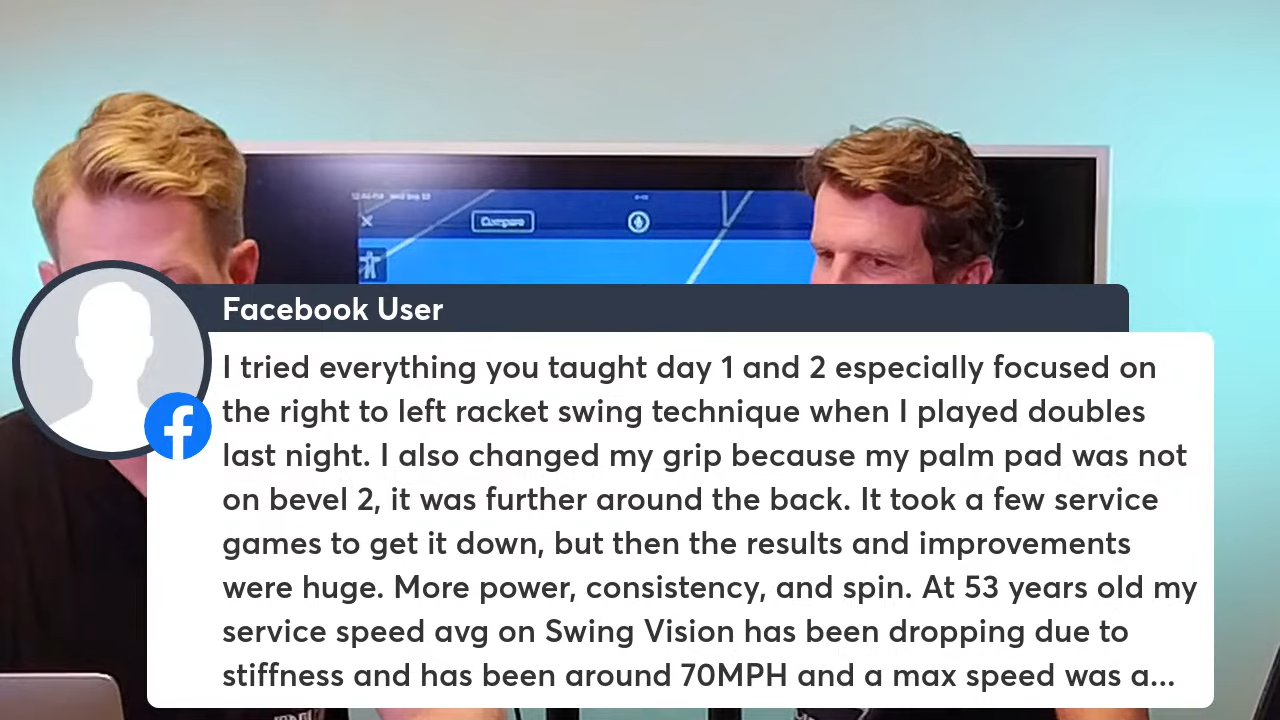 Compare
Facebook User
I tried everything you taught day 1 and 2 especially focused on
the right to left racket swing technique when I played doubles
last night. I also changed my grip because my palm pad was not
on bevel 2, it was further around the back. It took a few service
games to get it down, but then the results and improvements
were huge. More power, consistency, and spin. At 53 years old my
service speed avg on Swing Vision has been dropping due to
stiffness and has been around 70MPH and a max speed was a...